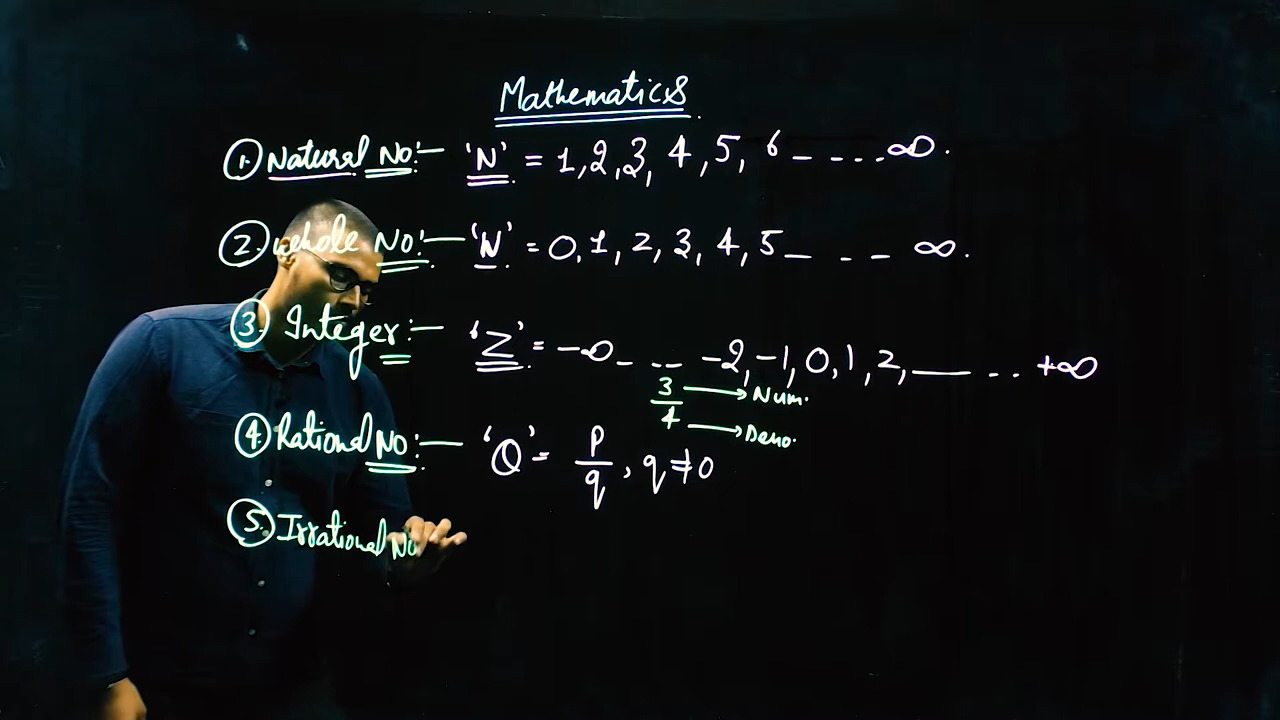 Mathematics
1. Natural No:- 'N' = 1, 2, 3, 4, 5, 6 - - - . . ∞.
2. Whole No:- 'W' = 0, 1, 2, 3, 4, 5 - - - ∞.
3. Integer:- 'Z' = -∞ - - - -2, -1, 0, 1, 2, — - . . +∞
3/4 → Num.
→ Deno.
4. Rational No:- 'Q' = p/q, q ≠ 0
5. Irrational No